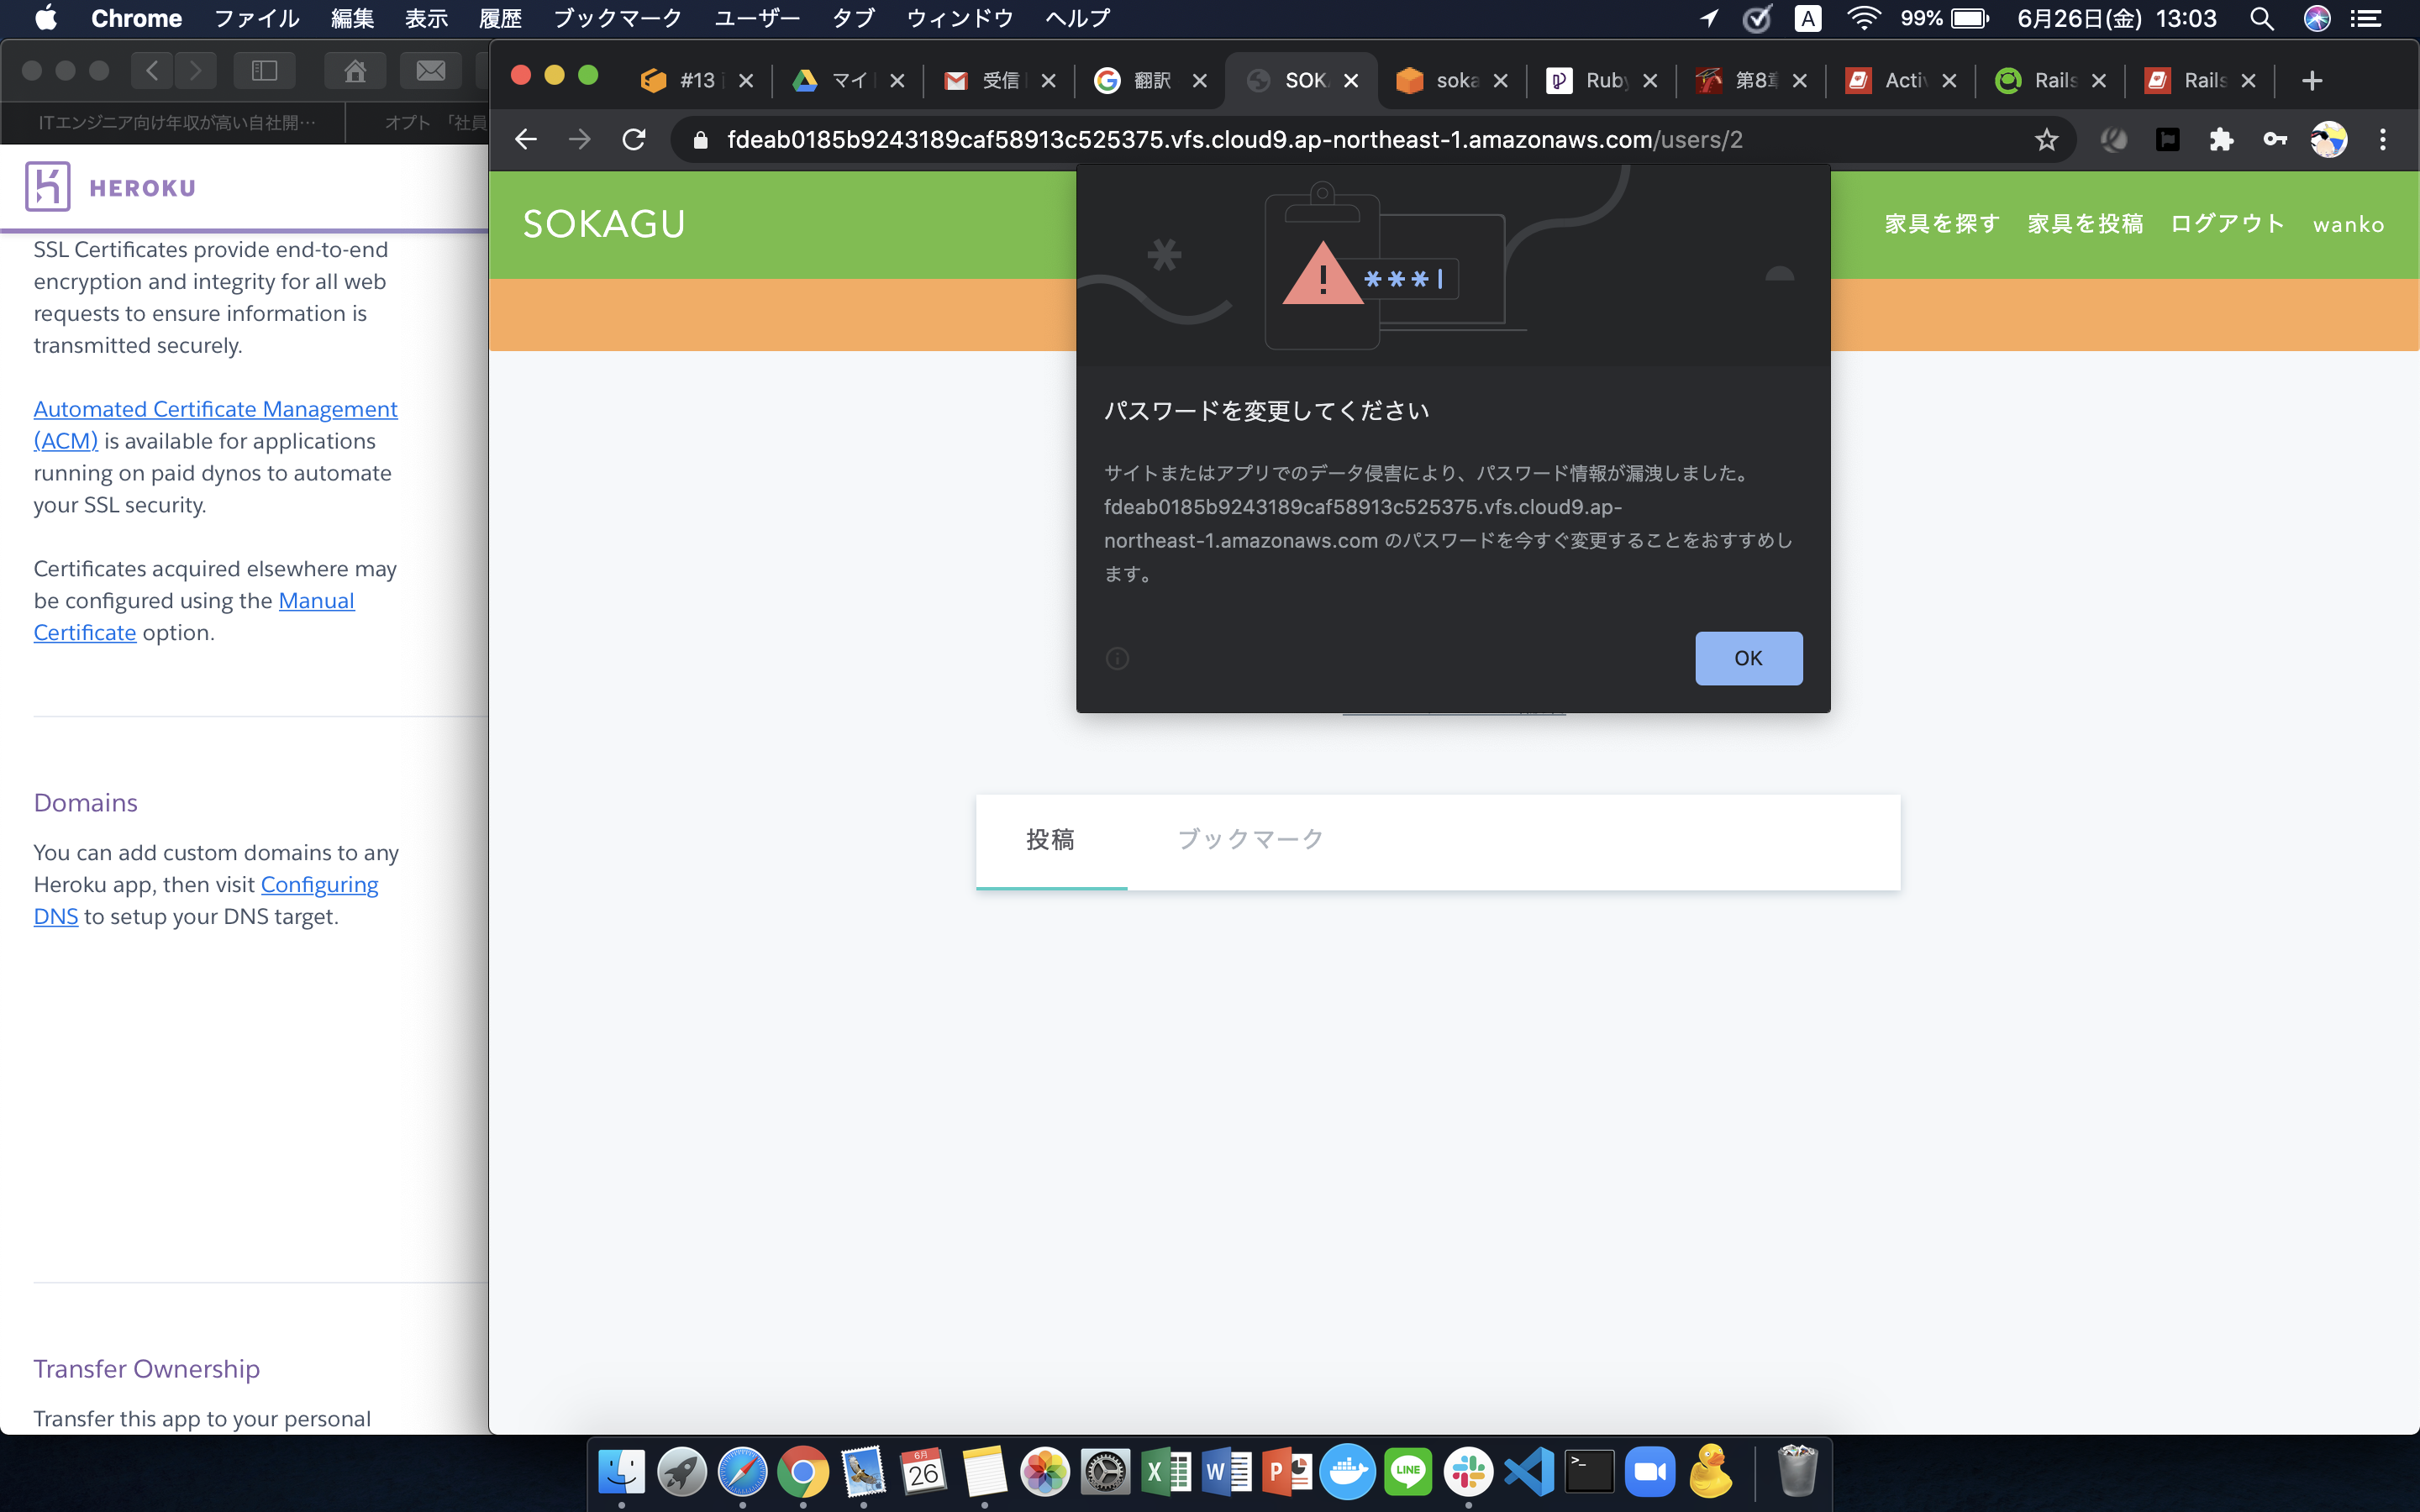 Chrome ファイル 編集 表示 履歴 ブックマーク ユーザー タブ ウィンドウ ヘルプ A 99% 6月26日(金) 13:03
#13 マイ 受信 翻訳 SOK soka Ruby 第8章 Activ Rails Rails
ITエンジニア向け年収が高い自社開… オプト 「社員
fdeab0185b9243189caf58913c525375.vfs.cloud9.ap-northeast-1.amazonaws.com/users/2
HEROKU
SSL Certificates provide end-to-end
encryption and integrity for all web
requests to ensure information is
transmitted securely.
Automated Certificate Management
(ACM) is available for applications
running on paid dynos to automate
your SSL security.
Certificates acquired elsewhere may
be configured using the Manual
Certificate option.
Domains
You can add custom domains to any
Heroku app, then visit Configuring
DNS to setup your DNS target.
Transfer Ownership
Transfer this app to your personal
SOKAGU 家具を探す 家具を投稿 ログアウト wanko
***|
パスワードを変更してください
サイトまたはアプリでのデータ侵害により、パスワード情報が漏洩しました。
fdeab0185b9243189caf58913c525375.vfs.cloud9.ap-
northeast-1.amazonaws.com のパスワードを今すぐ変更することをおすすめし
ます。
OK
投稿 ブックマーク
6月
26
X W P LINE >_